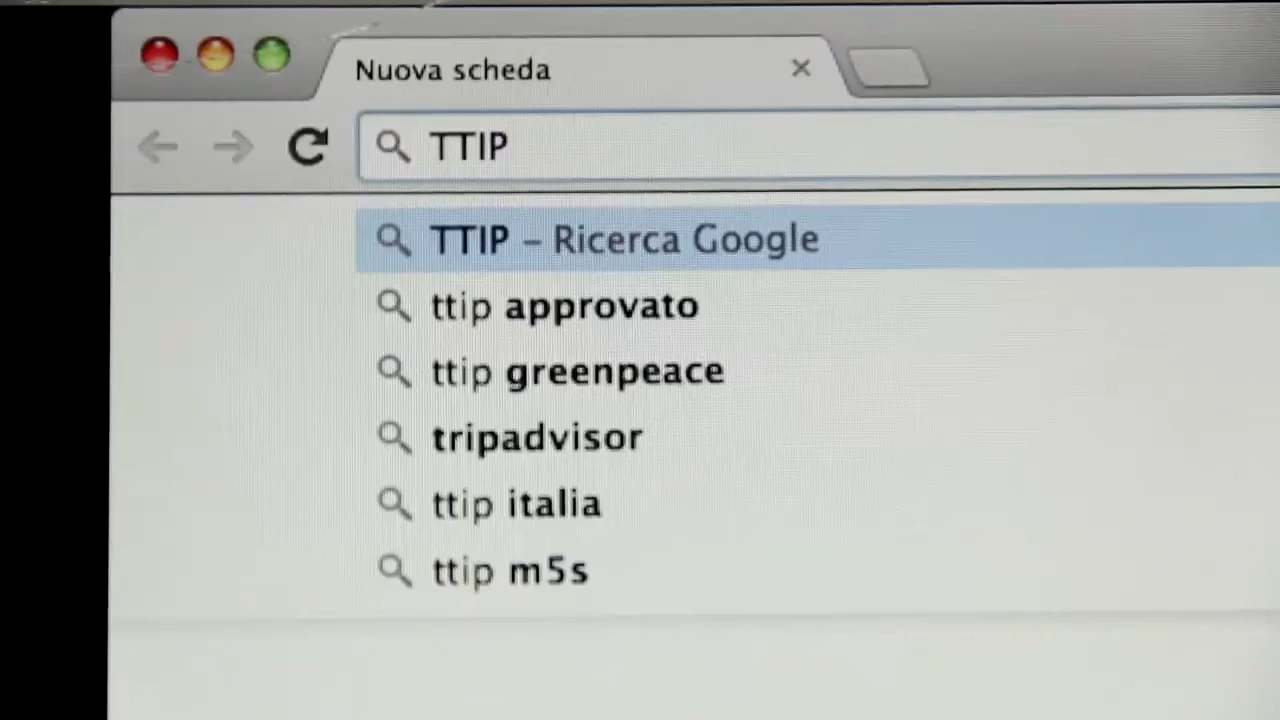 Nuova scheda
TTIP
TTIP – Ricerca Google
ttip approvato
ttip greenpeace
tripadvisor
ttip italia
ttip m5s